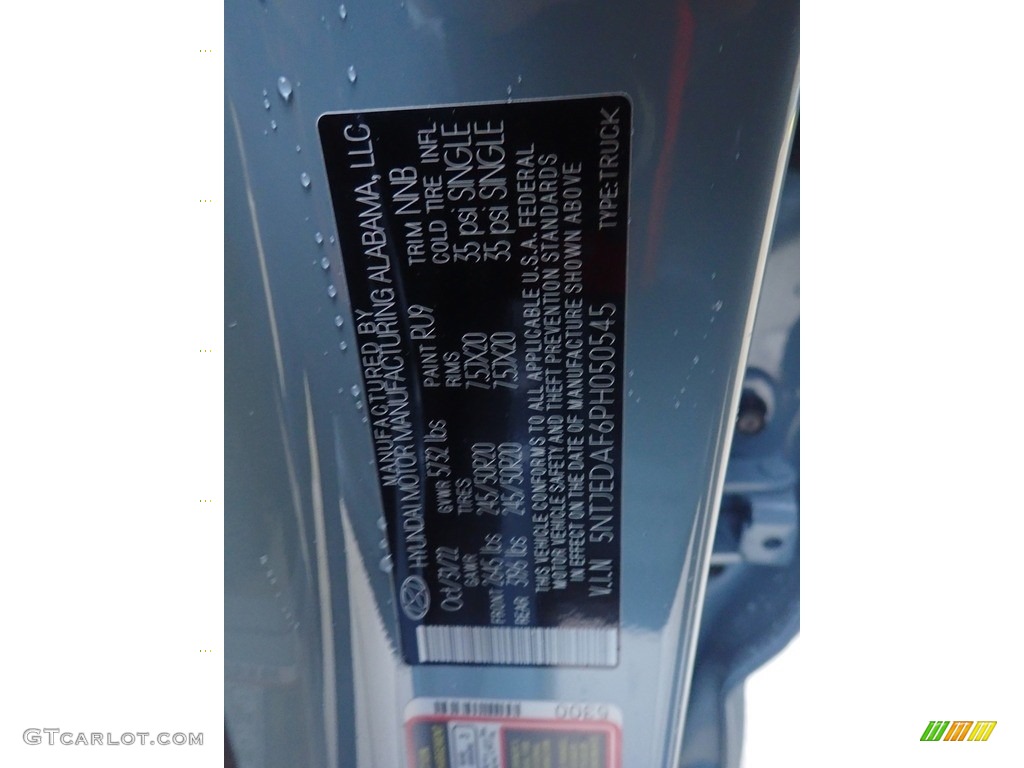 MANUFACTURED BY
HYUNDAI MOTOR MANUFACTURING ALABAMA, LLC
Oct/31/22 GVWR 5732 lbs PAINT RU9 TRIM NNB
GAWR TIRES RIMS COLD TIRE INFL
FRONT 2645 lbs 245/50R20 7.5JX20 35 psi SINGLE
REAR 3196 lbs 245/50R20 7.5JX20 35 psi SINGLE
THIS VEHICLE CONFORMS TO ALL APPLICABLE U.S.A. FEDERAL
MOTOR VEHICLE SAFETY AND THEFT PREVENTION STANDARDS
IN EFFECT ON THE DATE OF MANUFACTURE SHOWN ABOVE
V.I.N 5NTJEDAF6PH050545 TYPE:TRUCK
GTCARLOT.COM